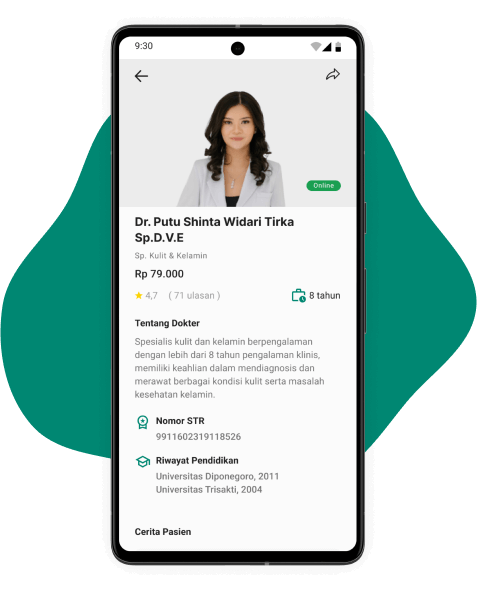 9:30
Online
Dr. Putu Shinta Widari Tirka
Sp.D.V.E
Sp. Kulit & Kelamin
Rp 79.000
4,7 ( 71 ulasan )
8 tahun
Tentang Dokter
Spesialis kulit dan kelamin berpengalaman
dengan lebih dari 8 tahun pengalaman klinis,
memiliki keahlian dalam mendiagnosis dan
merawat berbagai kondisi kulit serta masalah
kesehatan kelamin.
Nomor STR
9911602319118526
Riwayat Pendidikan
Universitas Diponegoro, 2011
Universitas Trisakti, 2004
Cerita Pasien